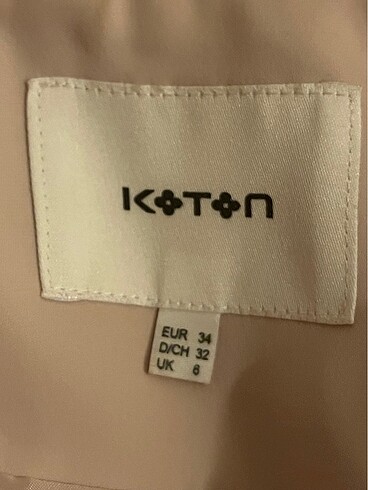 KOTON
EUR 34
D/CH 32
UK 6